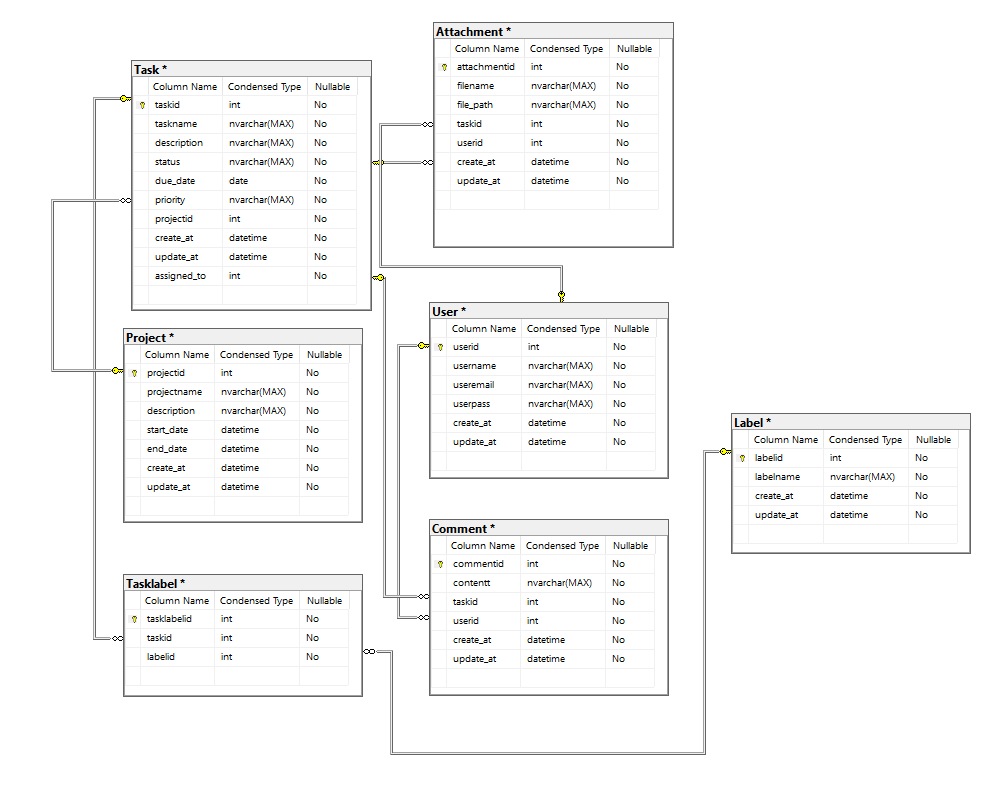 Attachment *
Column Name Condensed Type Nullable
attachmentid int No
filename nvarchar(MAX) No
file_path nvarchar(MAX) No
taskid int No
userid int No
create_at datetime No
update_at datetime No
Task *
Column Name Condensed Type Nullable
taskid int No
taskname nvarchar(MAX) No
description nvarchar(MAX) No
status nvarchar(MAX) No
due_date date No
priority nvarchar(MAX) No
projectid int No
create_at datetime No
update_at datetime No
assigned_to int No
User *
Column Name Condensed Type Nullable
userid int No
username nvarchar(MAX) No
useremail nvarchar(MAX) No
userpass nvarchar(MAX) No
create_at datetime No
update_at datetime No
Project *
Column Name Condensed Type Nullable
projectid int No
projectname nvarchar(MAX) No
description nvarchar(MAX) No
start_date datetime No
end_date datetime No
create_at datetime No
update_at datetime No
Label *
Column Name Condensed Type Nullable
labelid int No
labelname nvarchar(MAX) No
create_at datetime No
update_at datetime No
Comment *
Column Name Condensed Type Nullable
commentid int No
contentt nvarchar(MAX) No
taskid int No
userid int No
create_at datetime No
update_at datetime No
Tasklabel *
Column Name Condensed Type Nullable
tasklabelid int No
taskid int No
labelid int No